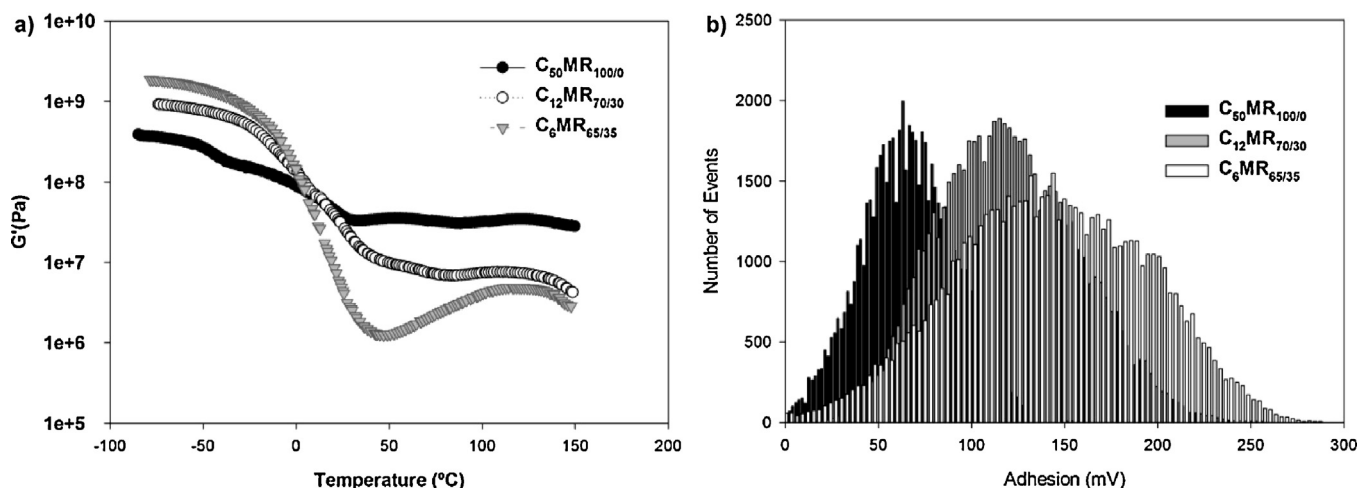 a)
1e+10
1e+9
1e+8
1e+7
1e+6
1e+5
G'(Pa)
-100 -50 0 50 100 150
Temperature (ºC)
C50MR100/0
C12MR70/30
C6MR65/35
b)
2500
2000
1500
1000
500
0
Number of Events
0 50 100 150 200 250 300
Adhesion (mV)
C50MR100/0
C12MR70/30
C6MR65/35